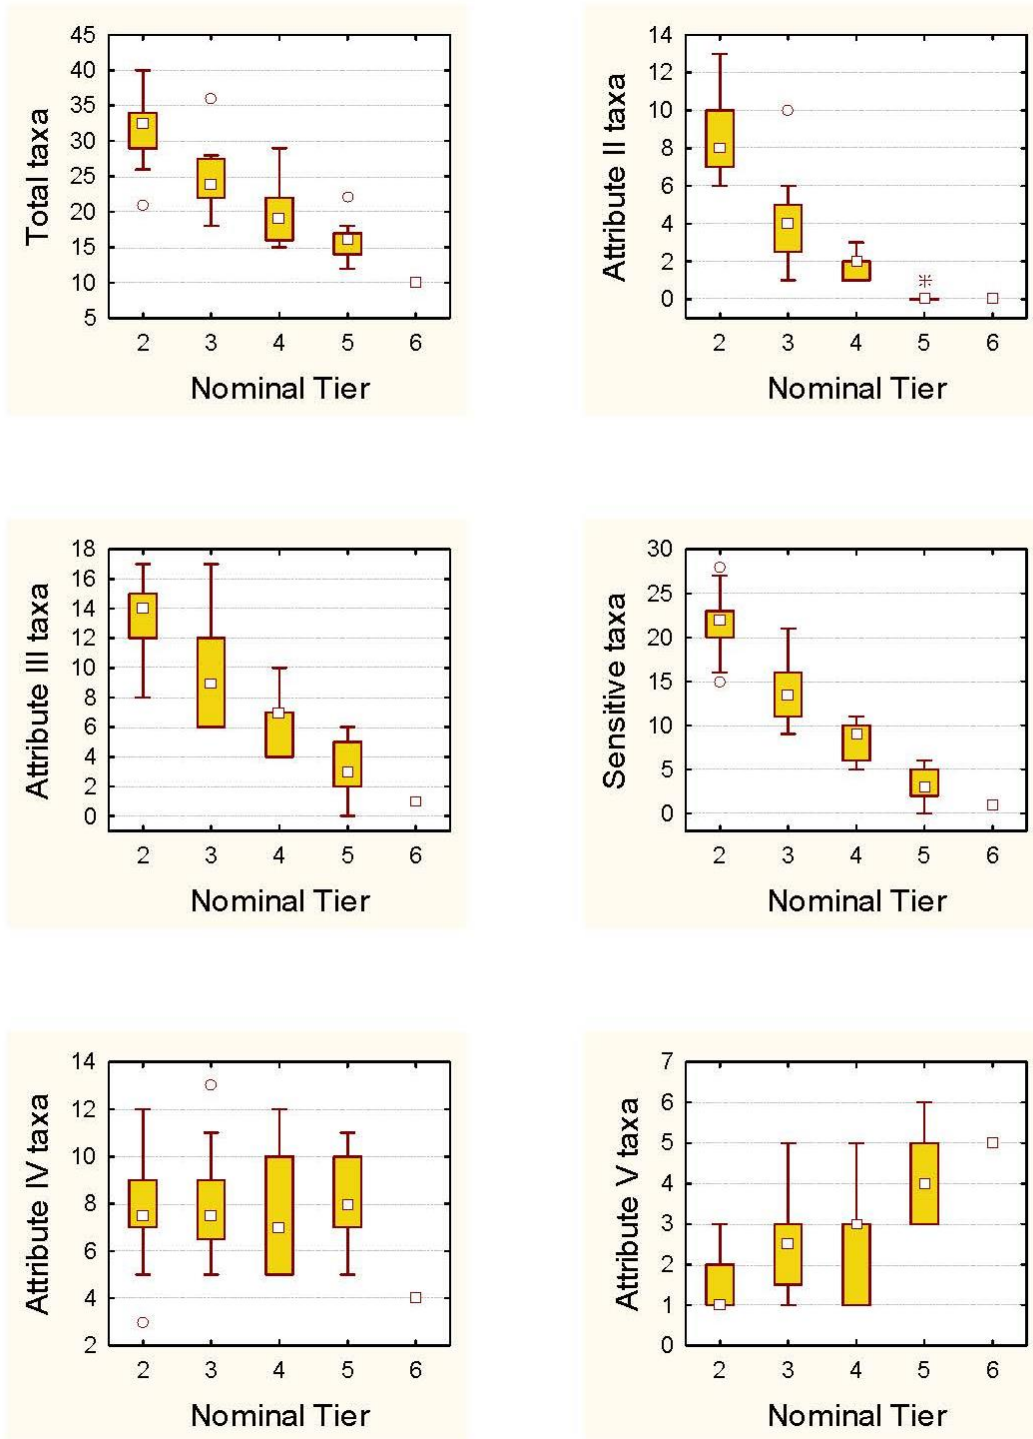 Total taxa
45
40
35
30
25
20
15
10
5
2 3 4 5 6
Nominal Tier
Attribute II taxa
14
12
10
8
6
4
2
0
2 3 4 5 6
Nominal Tier
Attribute III taxa
18
16
14
12
10
8
6
4
2
0
2 3 4 5 6
Nominal Tier
Sensitive taxa
30
25
20
15
10
5
0
2 3 4 5 6
Nominal Tier
Attribute IV taxa
14
12
10
8
6
4
2
2 3 4 5 6
Nominal Tier
Attribute V taxa
7
6
5
4
3
2
1
0
2 3 4 5 6
Nominal Tier